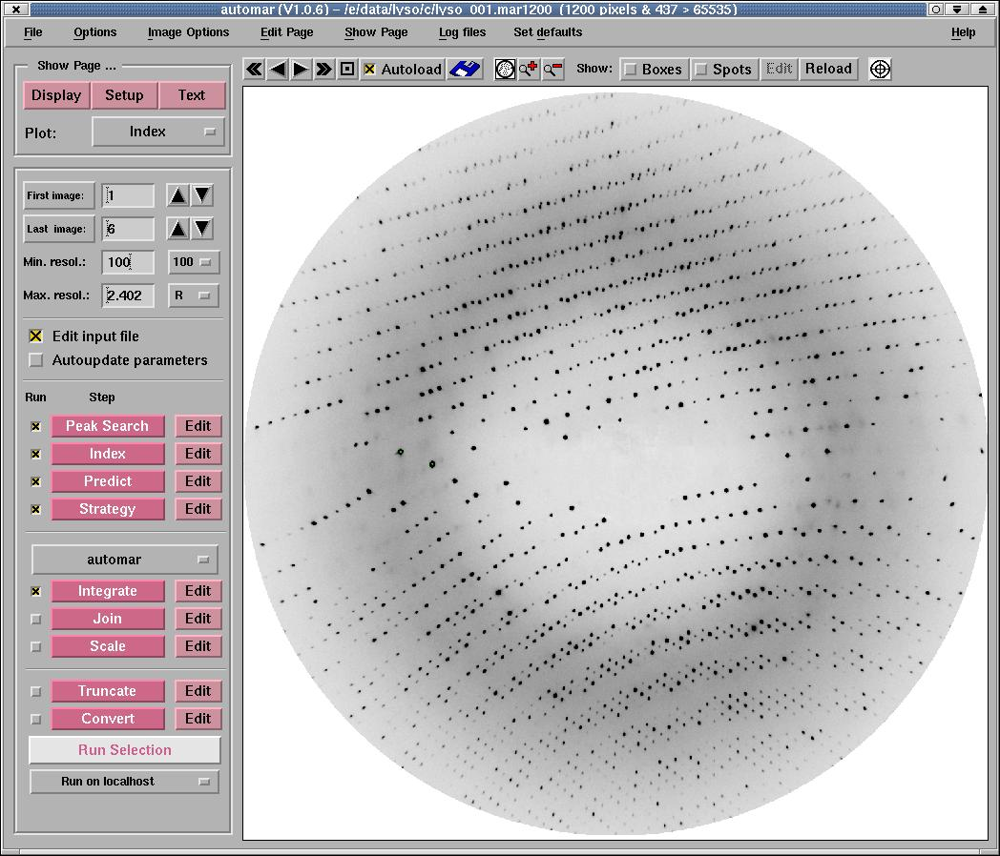 automar (V1.0.6) – /e/data/lyso/c/lyso_001.mar1200 (1200 pixels & 437 > 65535)
File Options Image Options Edit Page Show Page Log files Set defaults Help
Show Page ...
Display Setup Text
Plot: Index
Autoload Show: Boxes Spots Edit Reload
First image: 1
Last image: 6
Min. resol.: 100 100
Max. resol.: 2.402 R
Edit input file
Autoupdate parameters
Run Step
Peak Search Edit
Index Edit
Predict Edit
Strategy Edit
automar
Integrate Edit
Join Edit
Scale Edit
Truncate Edit
Convert Edit
Run Selection
Run on localhost